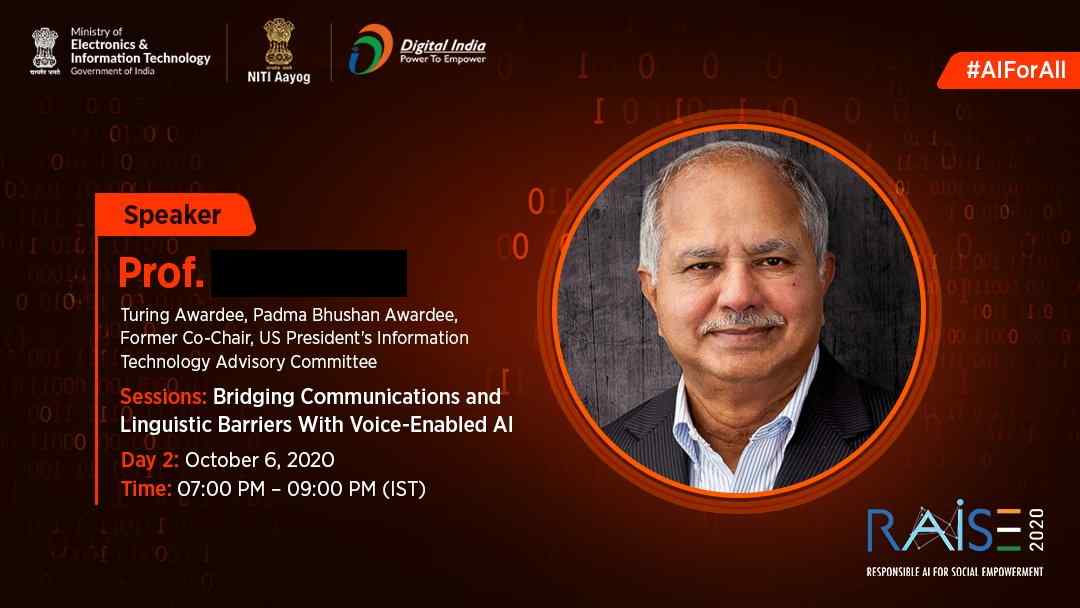 Ministry of
Electronics &
Information Technology
Government of India
सत्यमेव जयते
NITI Aayog
Digital India
Power To Empower
#AIForAll
Speaker
Prof.
Turing Awardee, Padma Bhushan Awardee,
Former Co-Chair, US President's Information
Technology Advisory Committee
Sessions: Bridging Communications and
Linguistic Barriers With Voice-Enabled AI
Day 2: October 6, 2020
Time: 07:00 PM – 09:00 PM (IST)
RAISE 2020
RESPONSIBLE AI FOR SOCIAL EMPOWERMENT